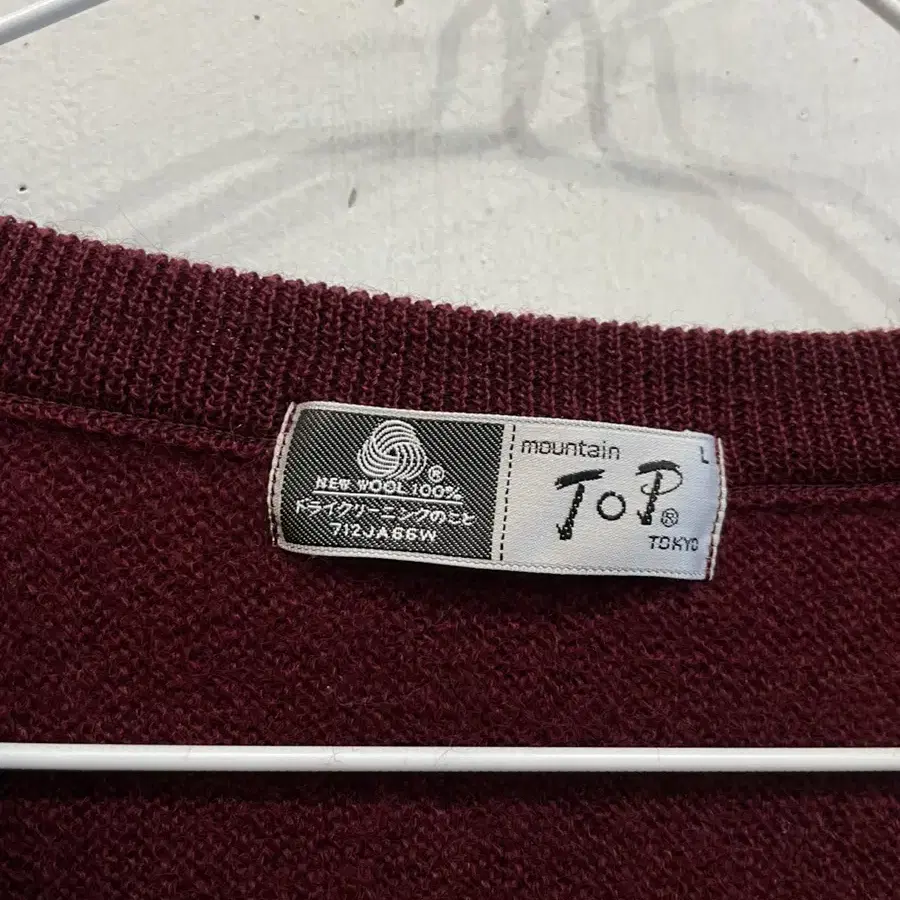 ®
NEW WOOL 100%
ドライクリーニングのこと
712JA66W
mountain
L
ToP®
TOKYO